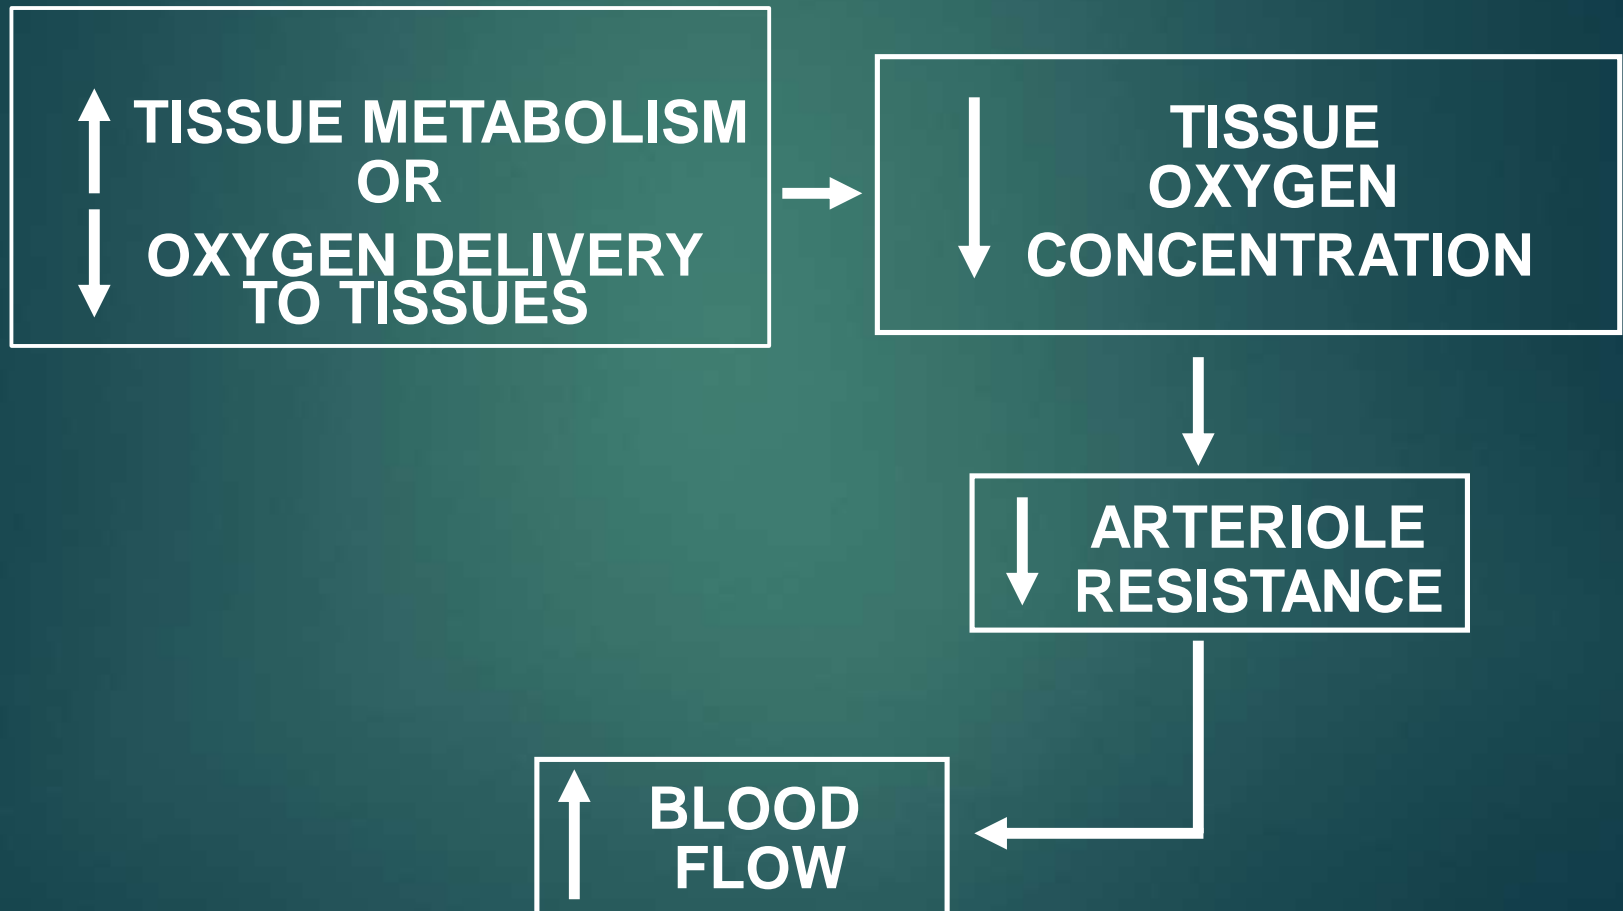 TISSUE METABOLISM
OR
OXYGEN DELIVERY
TO TISSUES
TISSUE
OXYGEN
CONCENTRATION
ARTERIOLE
RESISTANCE
BLOOD
FLOW